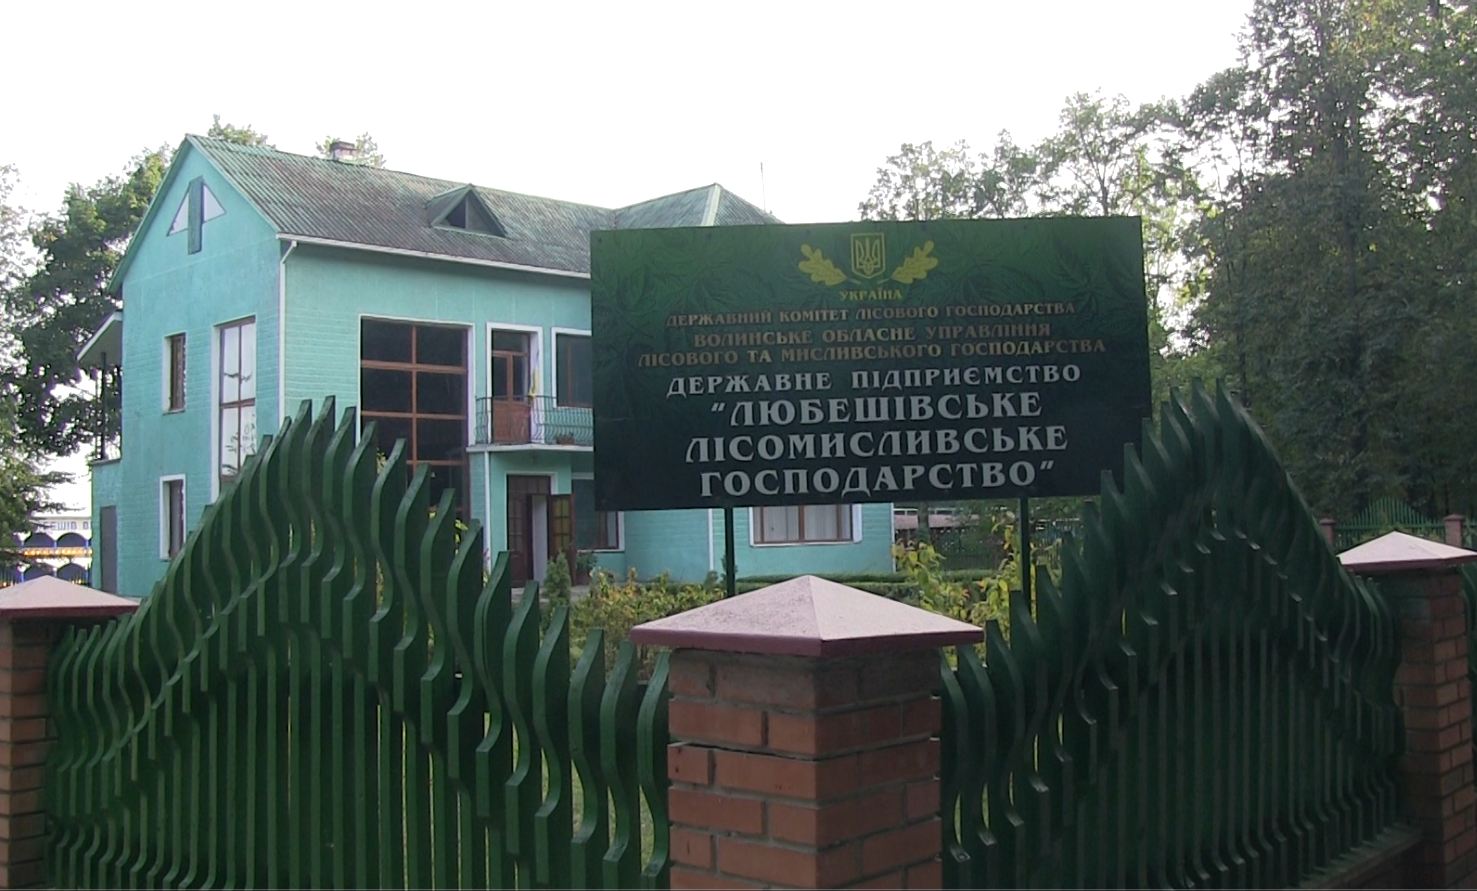 УКРАЇНА
ДЕРЖАВНИЙ КОМІТЕТ ЛІСОВОГО ГОСПОДАРСТВА
ВОЛИНСЬКЕ ОБЛАСНЕ УПРАВЛІННЯ
ЛІСОВОГО ТА МИСЛИВСЬКОГО ГОСПОДАРСТВА
ДЕРЖАВНЕ ПІДПРИЄМСТВО
"ЛЮБЕШІВСЬКЕ
ЛІСОМИСЛИВСЬКЕ
ГОСПОДАРСТВО"